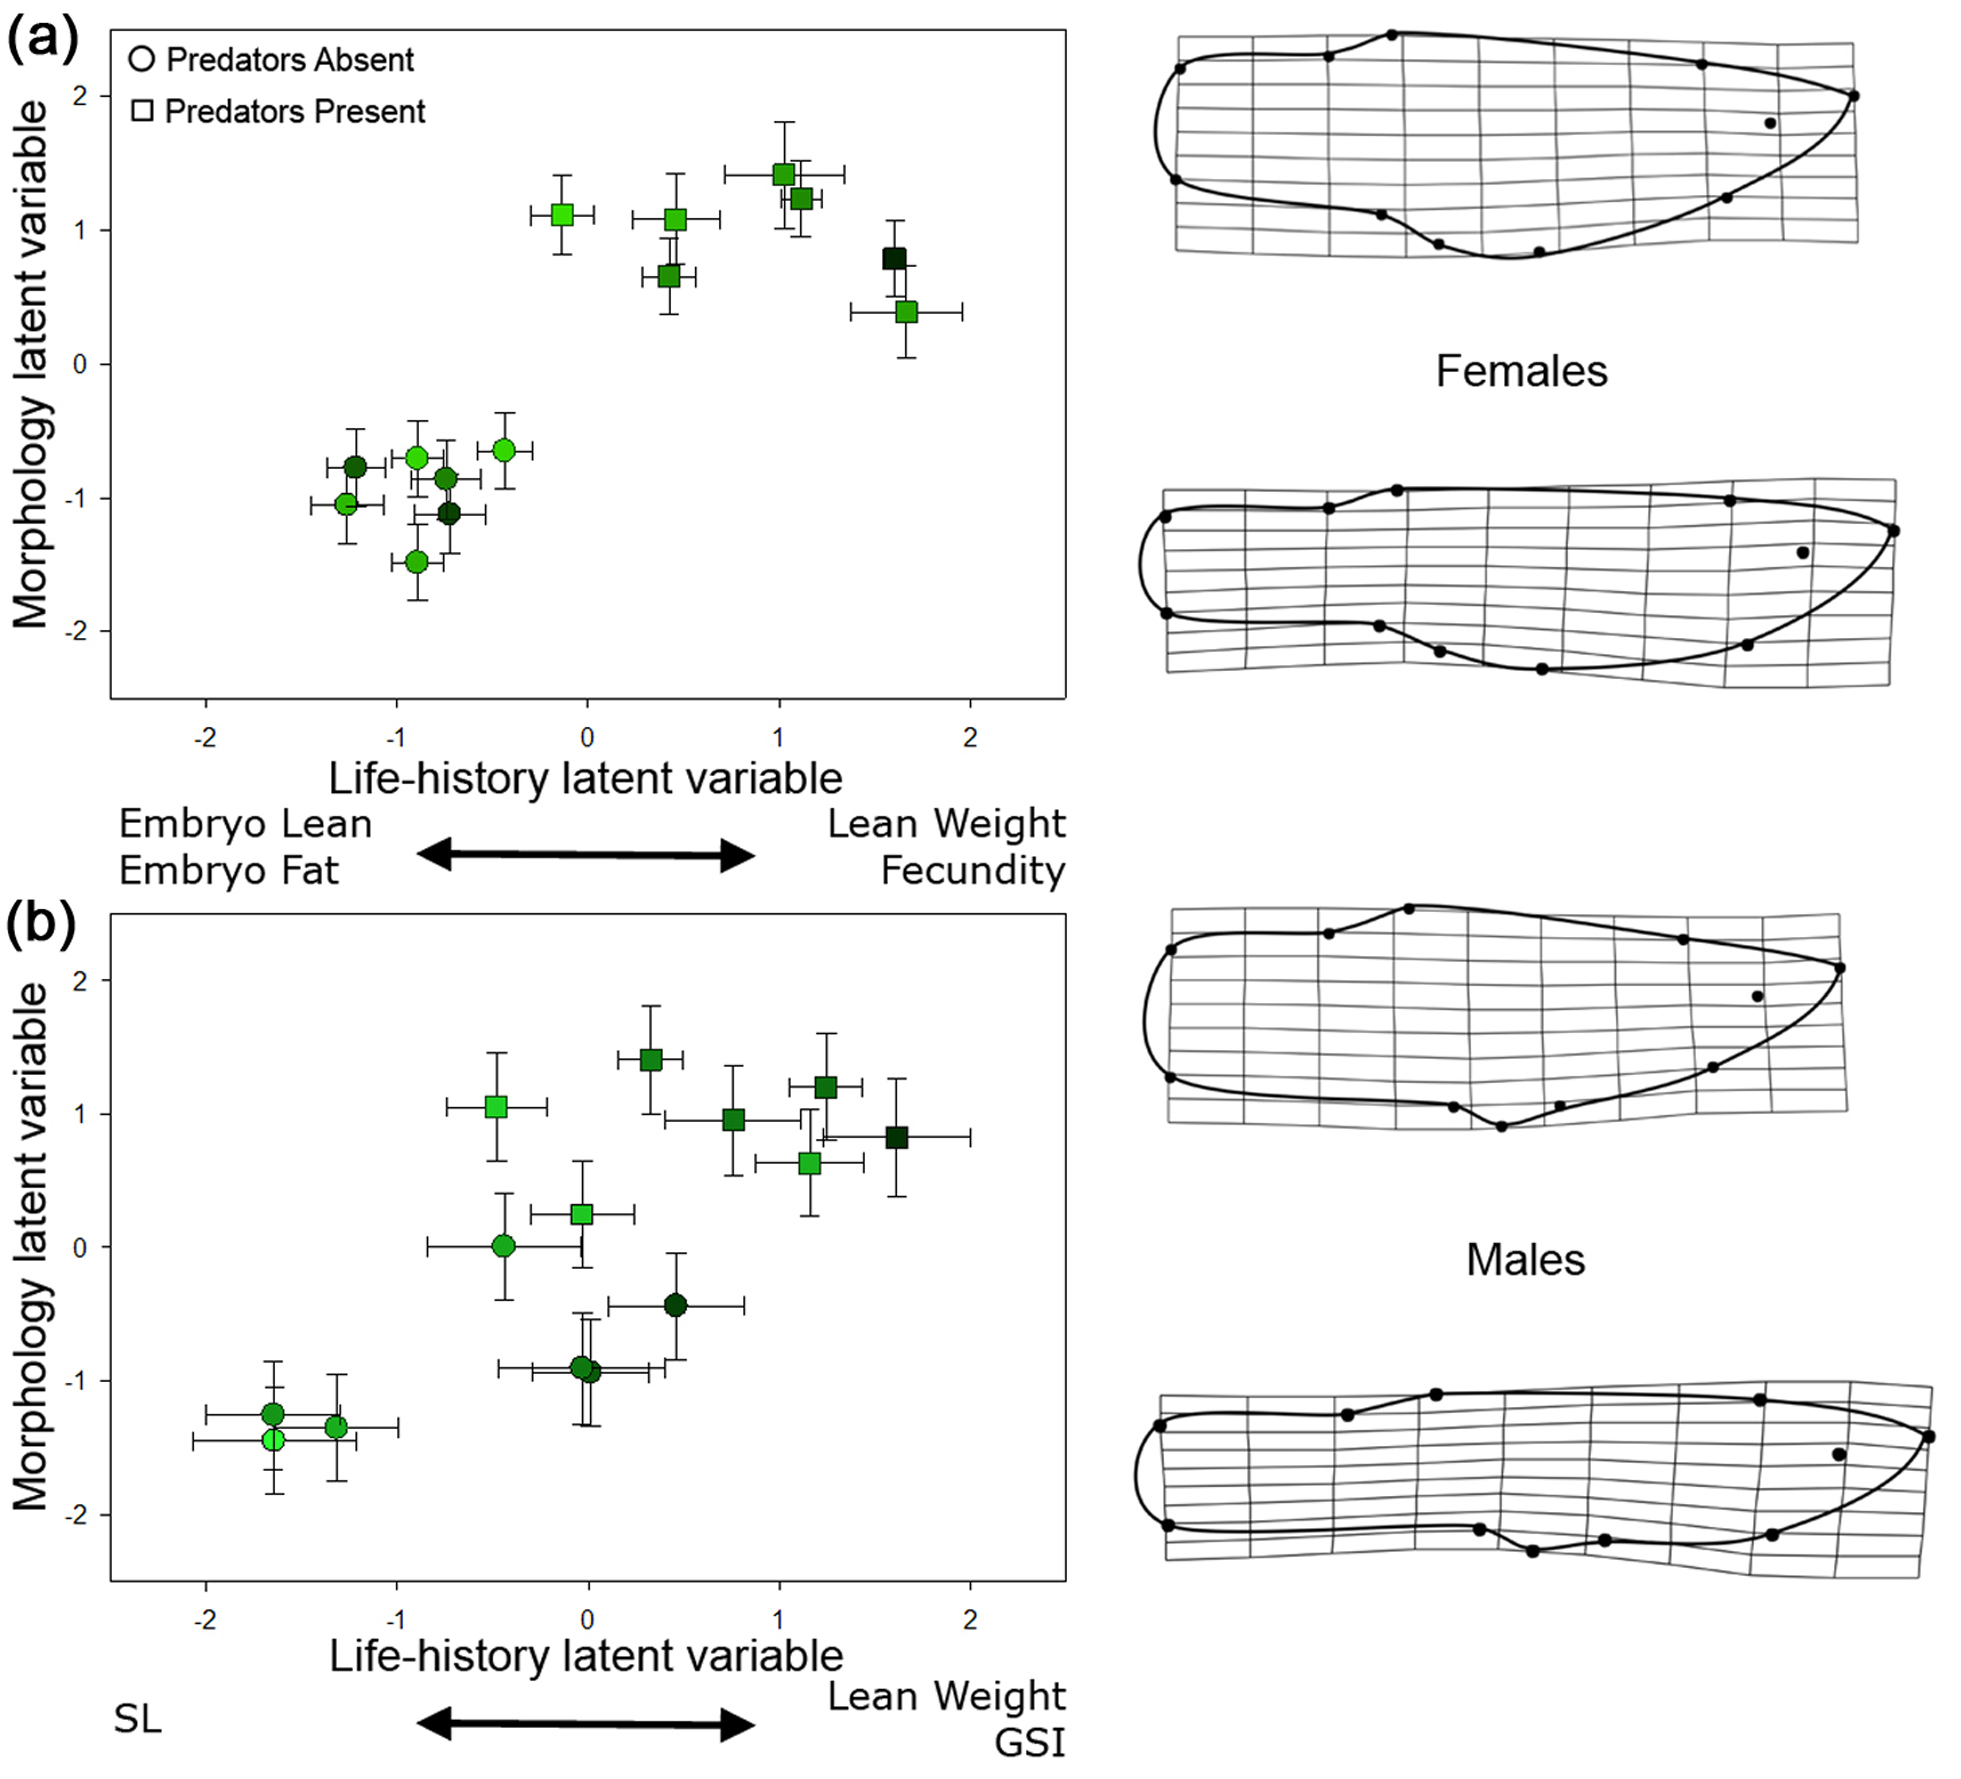 (a)
Predators Absent
Predators Present
Morphology latent variable
2
1
0
-1
-2
-2 -1 0 1 2
Life-history latent variable
Embryo Lean
Embryo Fat
Lean Weight
Fecundity
Females
(b)
Morphology latent variable
2
1
0
-1
-2
-2 -1 0 1 2
Life-history latent variable
SL
Lean Weight
GSI
Males